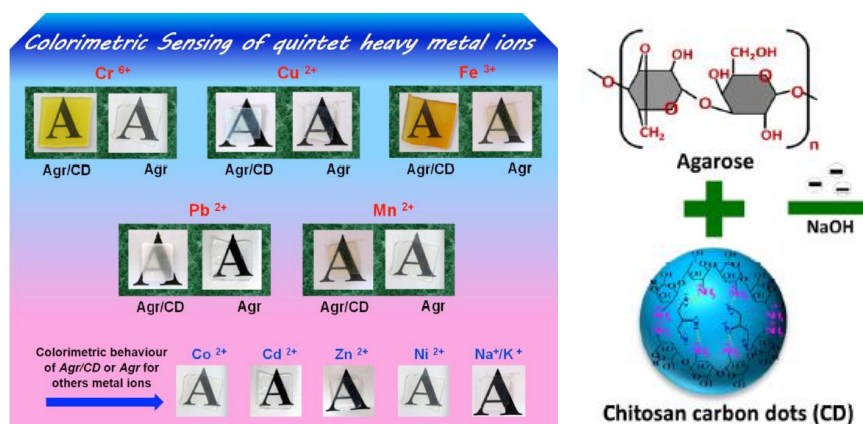 Colorimetric Sensing of quintet heavy metal ions
Cr 6+
Cu 2+
Fe 3+
A
A
A
A
A
A
Agr/CD
Agr
Agr/CD
Agr
Agr/CD
Agr
Pb 2+
Mn 2+
A
A
A
A
Agr/CD
Agr
Agr/CD
Agr
Colorimetric behaviour
of Agr/CD or Agr for
others metal ions
Co 2+
Cd 2+
Zn 2+
Ni 2+
Na+/K +
A
A
A
A
A
O
OH
CH₂OH
O
O
O
OH
O
O
O
CH₂
OH
OH
n
Agarose
NaOH
Chitosan carbon dots (CD)